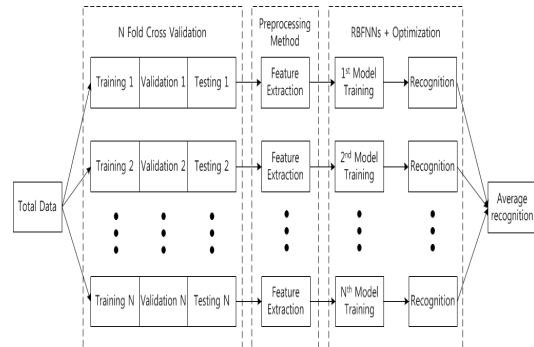 N Fold Cross Validation
Preprocessing
Method
RBFNNs + Optimization
Total Data
Training 1
Validation 1
Testing 1
Feature
Extraction
1st Model
Training
Recognition
Training 2
Validation 2
Testing 2
Feature
Extraction
2nd Model
Training
Recognition
Training N
Validation N
Testing N
Feature
Extraction
Nth Model
Training
Recognition
Average
recognition